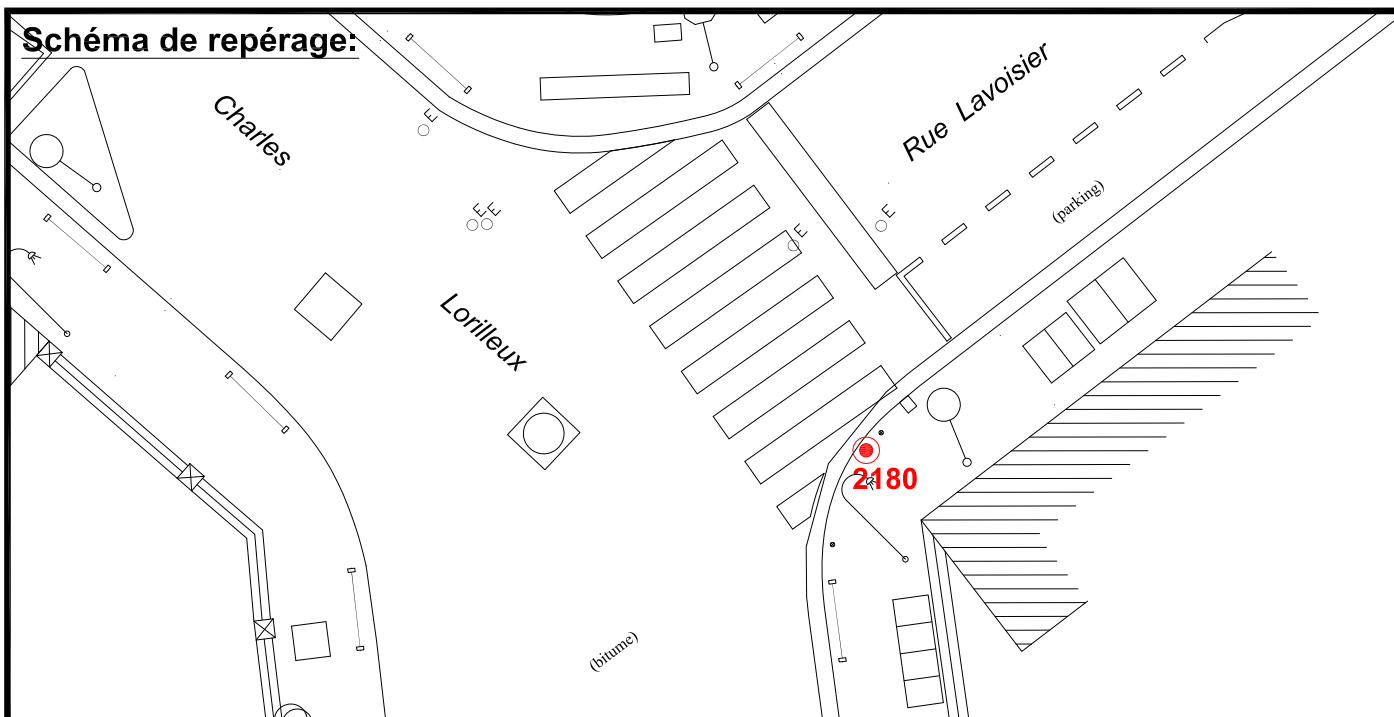 Schéma de repérage:
Charles
Lorilleux
Rue Lavoisier
(parking)
E
E
E
E
E
2180
(bitume)